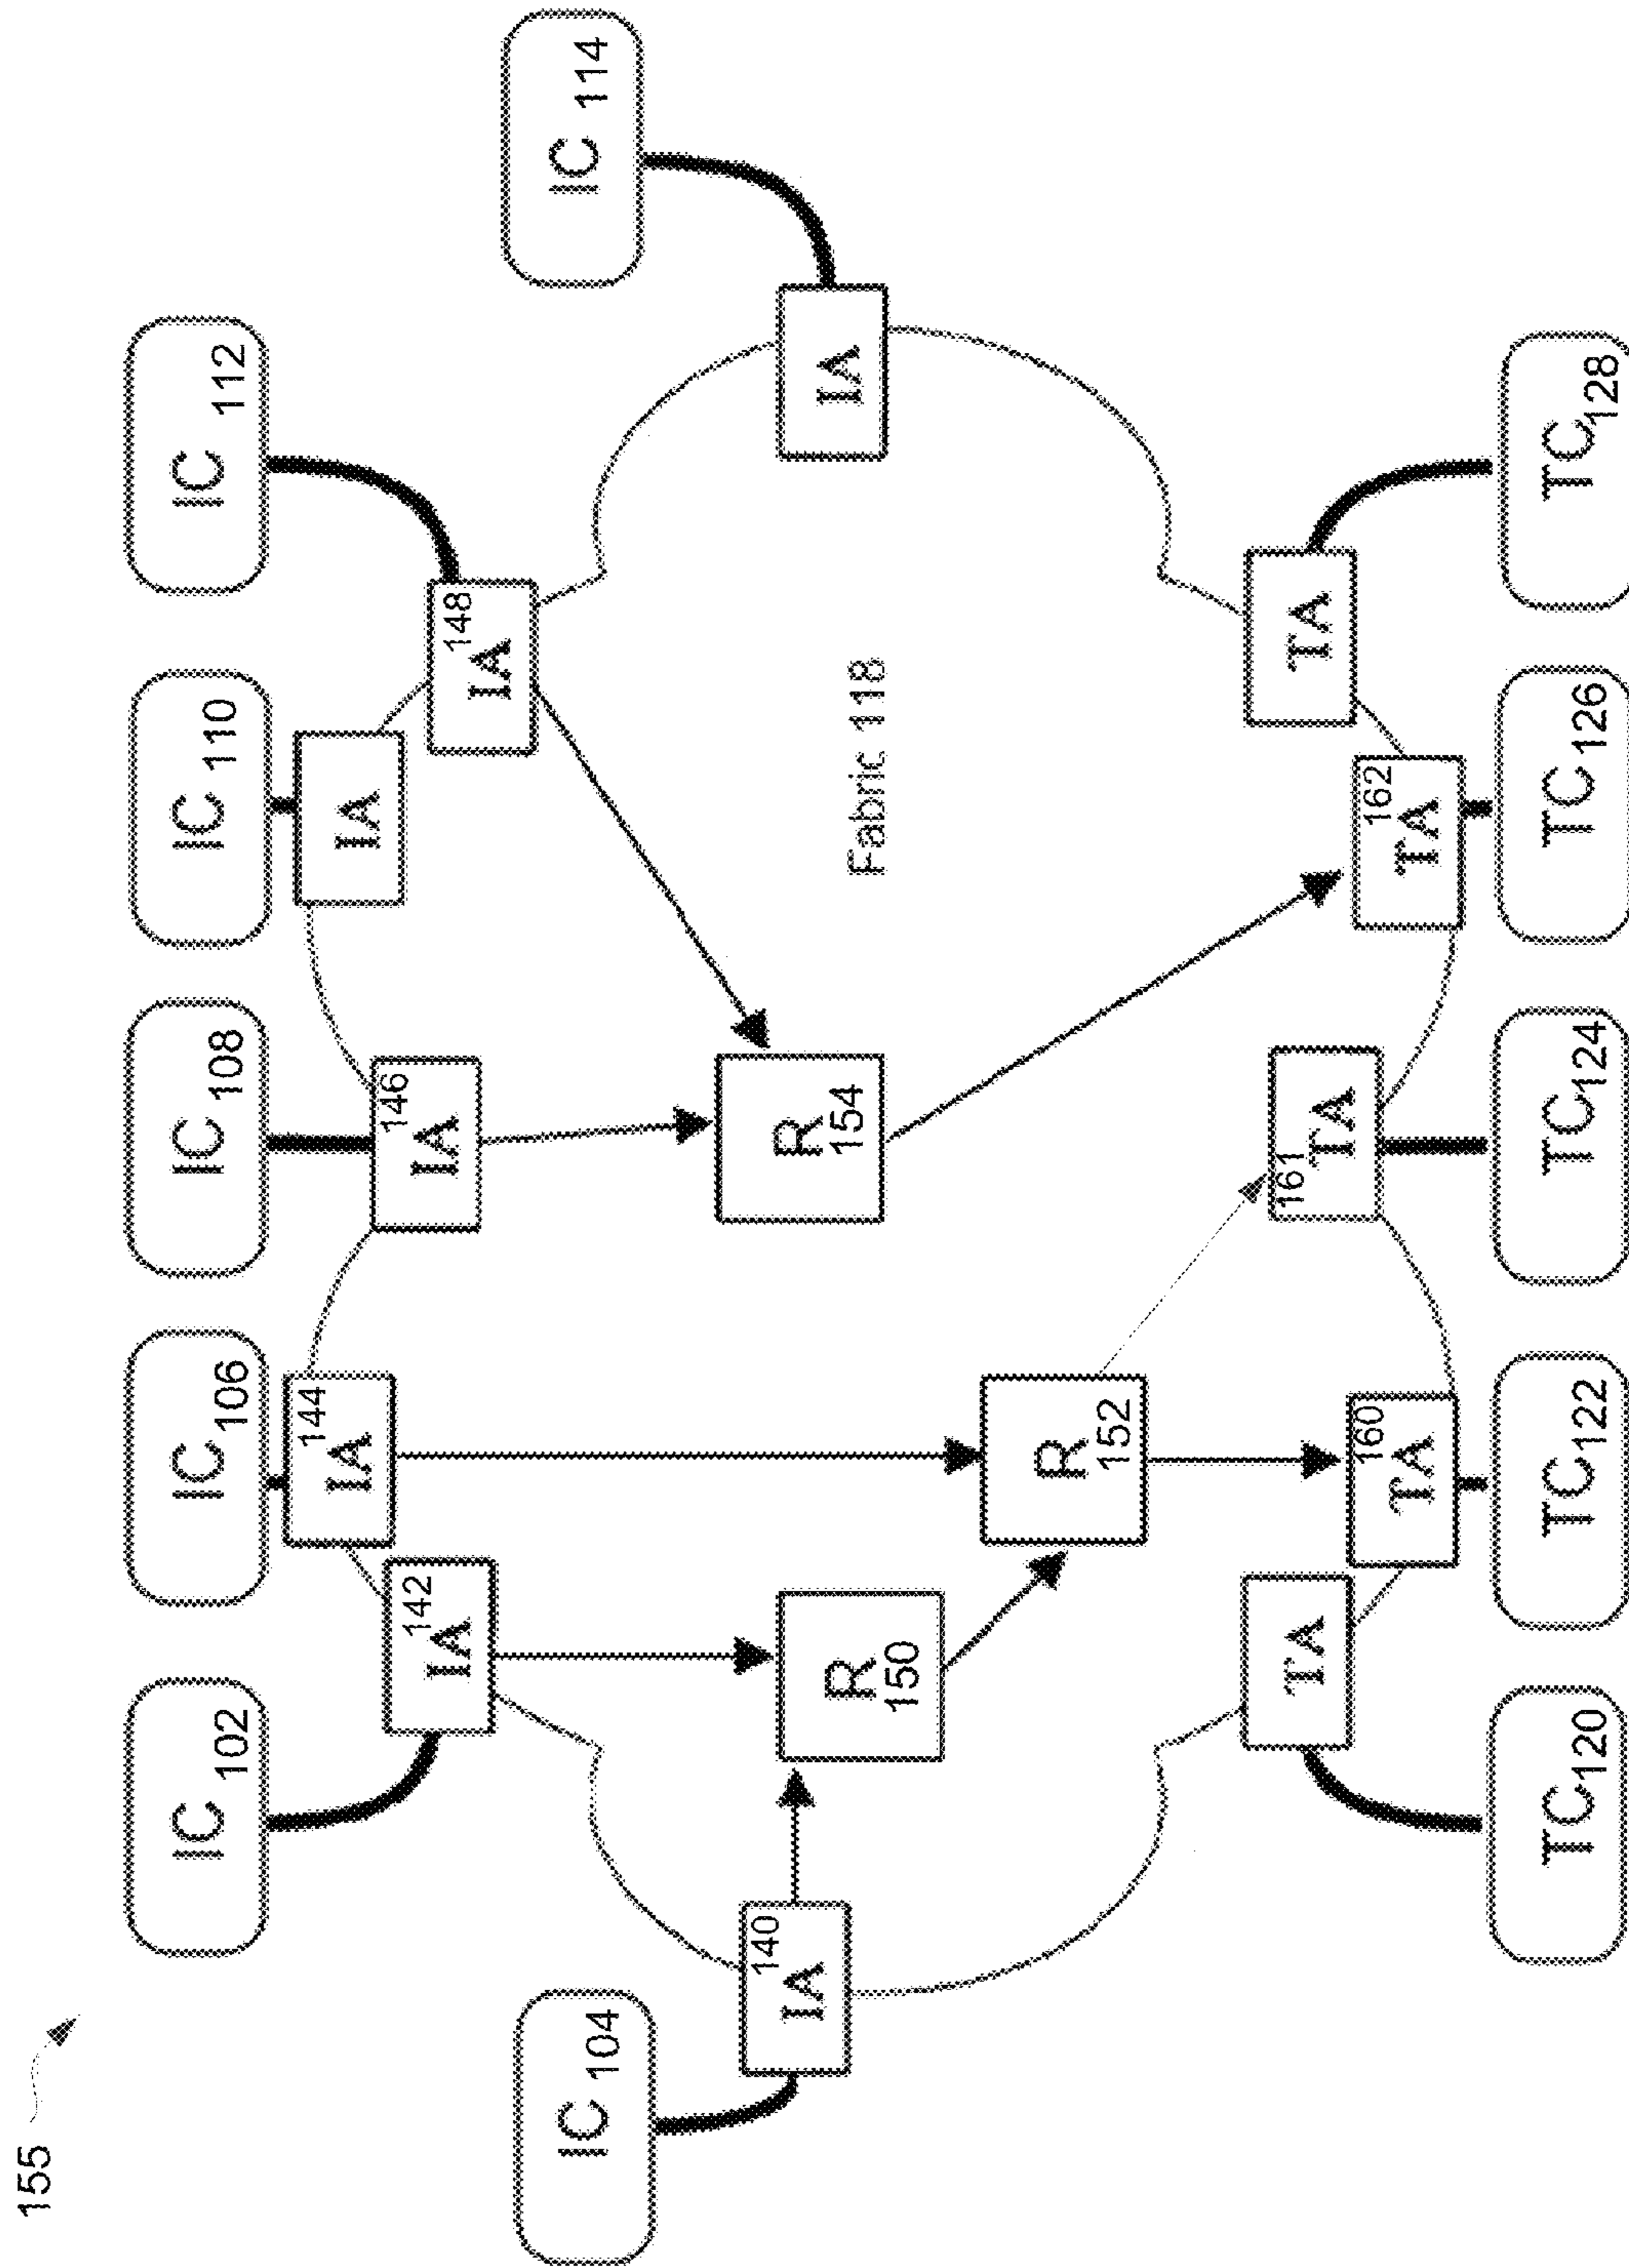 155
IC 104
IC 102
IC 106
IC 108
IC 110
IC 112
IC 114
IA 140
IA 142
IA 144
IA 146
IA
IA 148
IA
R 150
R 152
R 154
Fabric 118
TA
TA 160
161 TA
TA 162
TA
TC 120
TC 122
TC 124
TC 126
TC 128